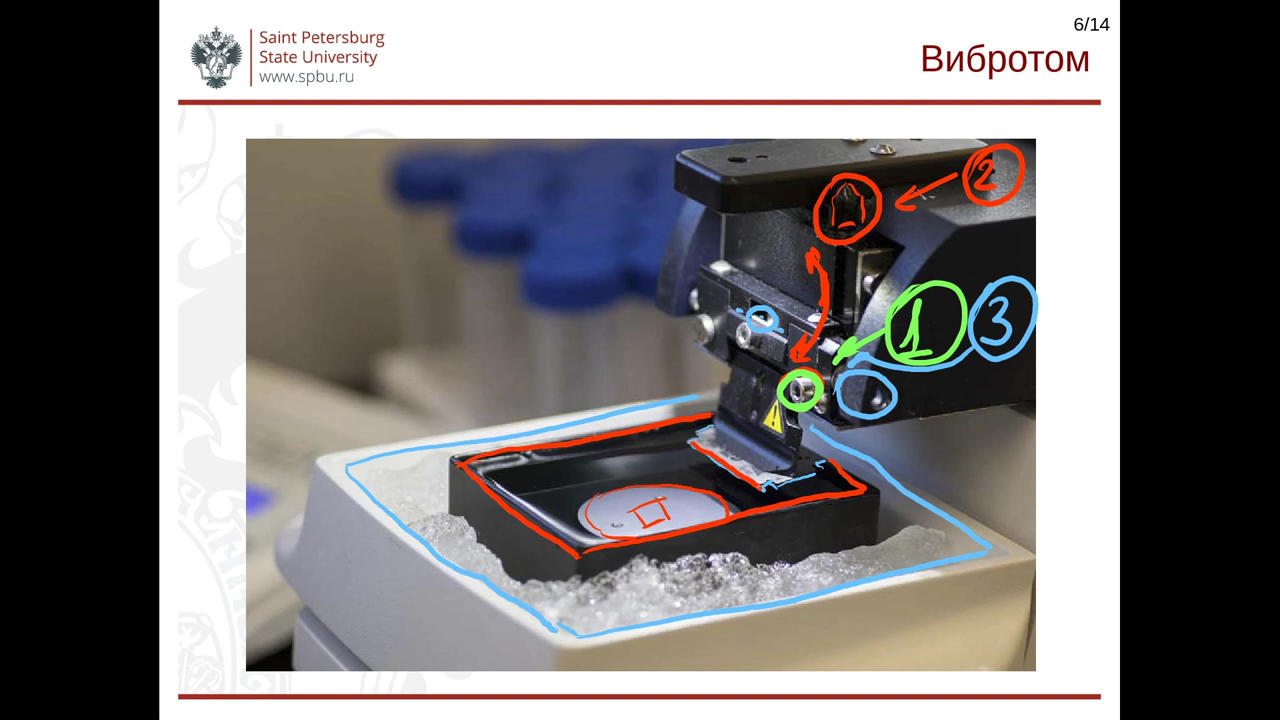 6/14
Saint Petersburg
State University
www.spbu.ru
Вибротом
2
1
3